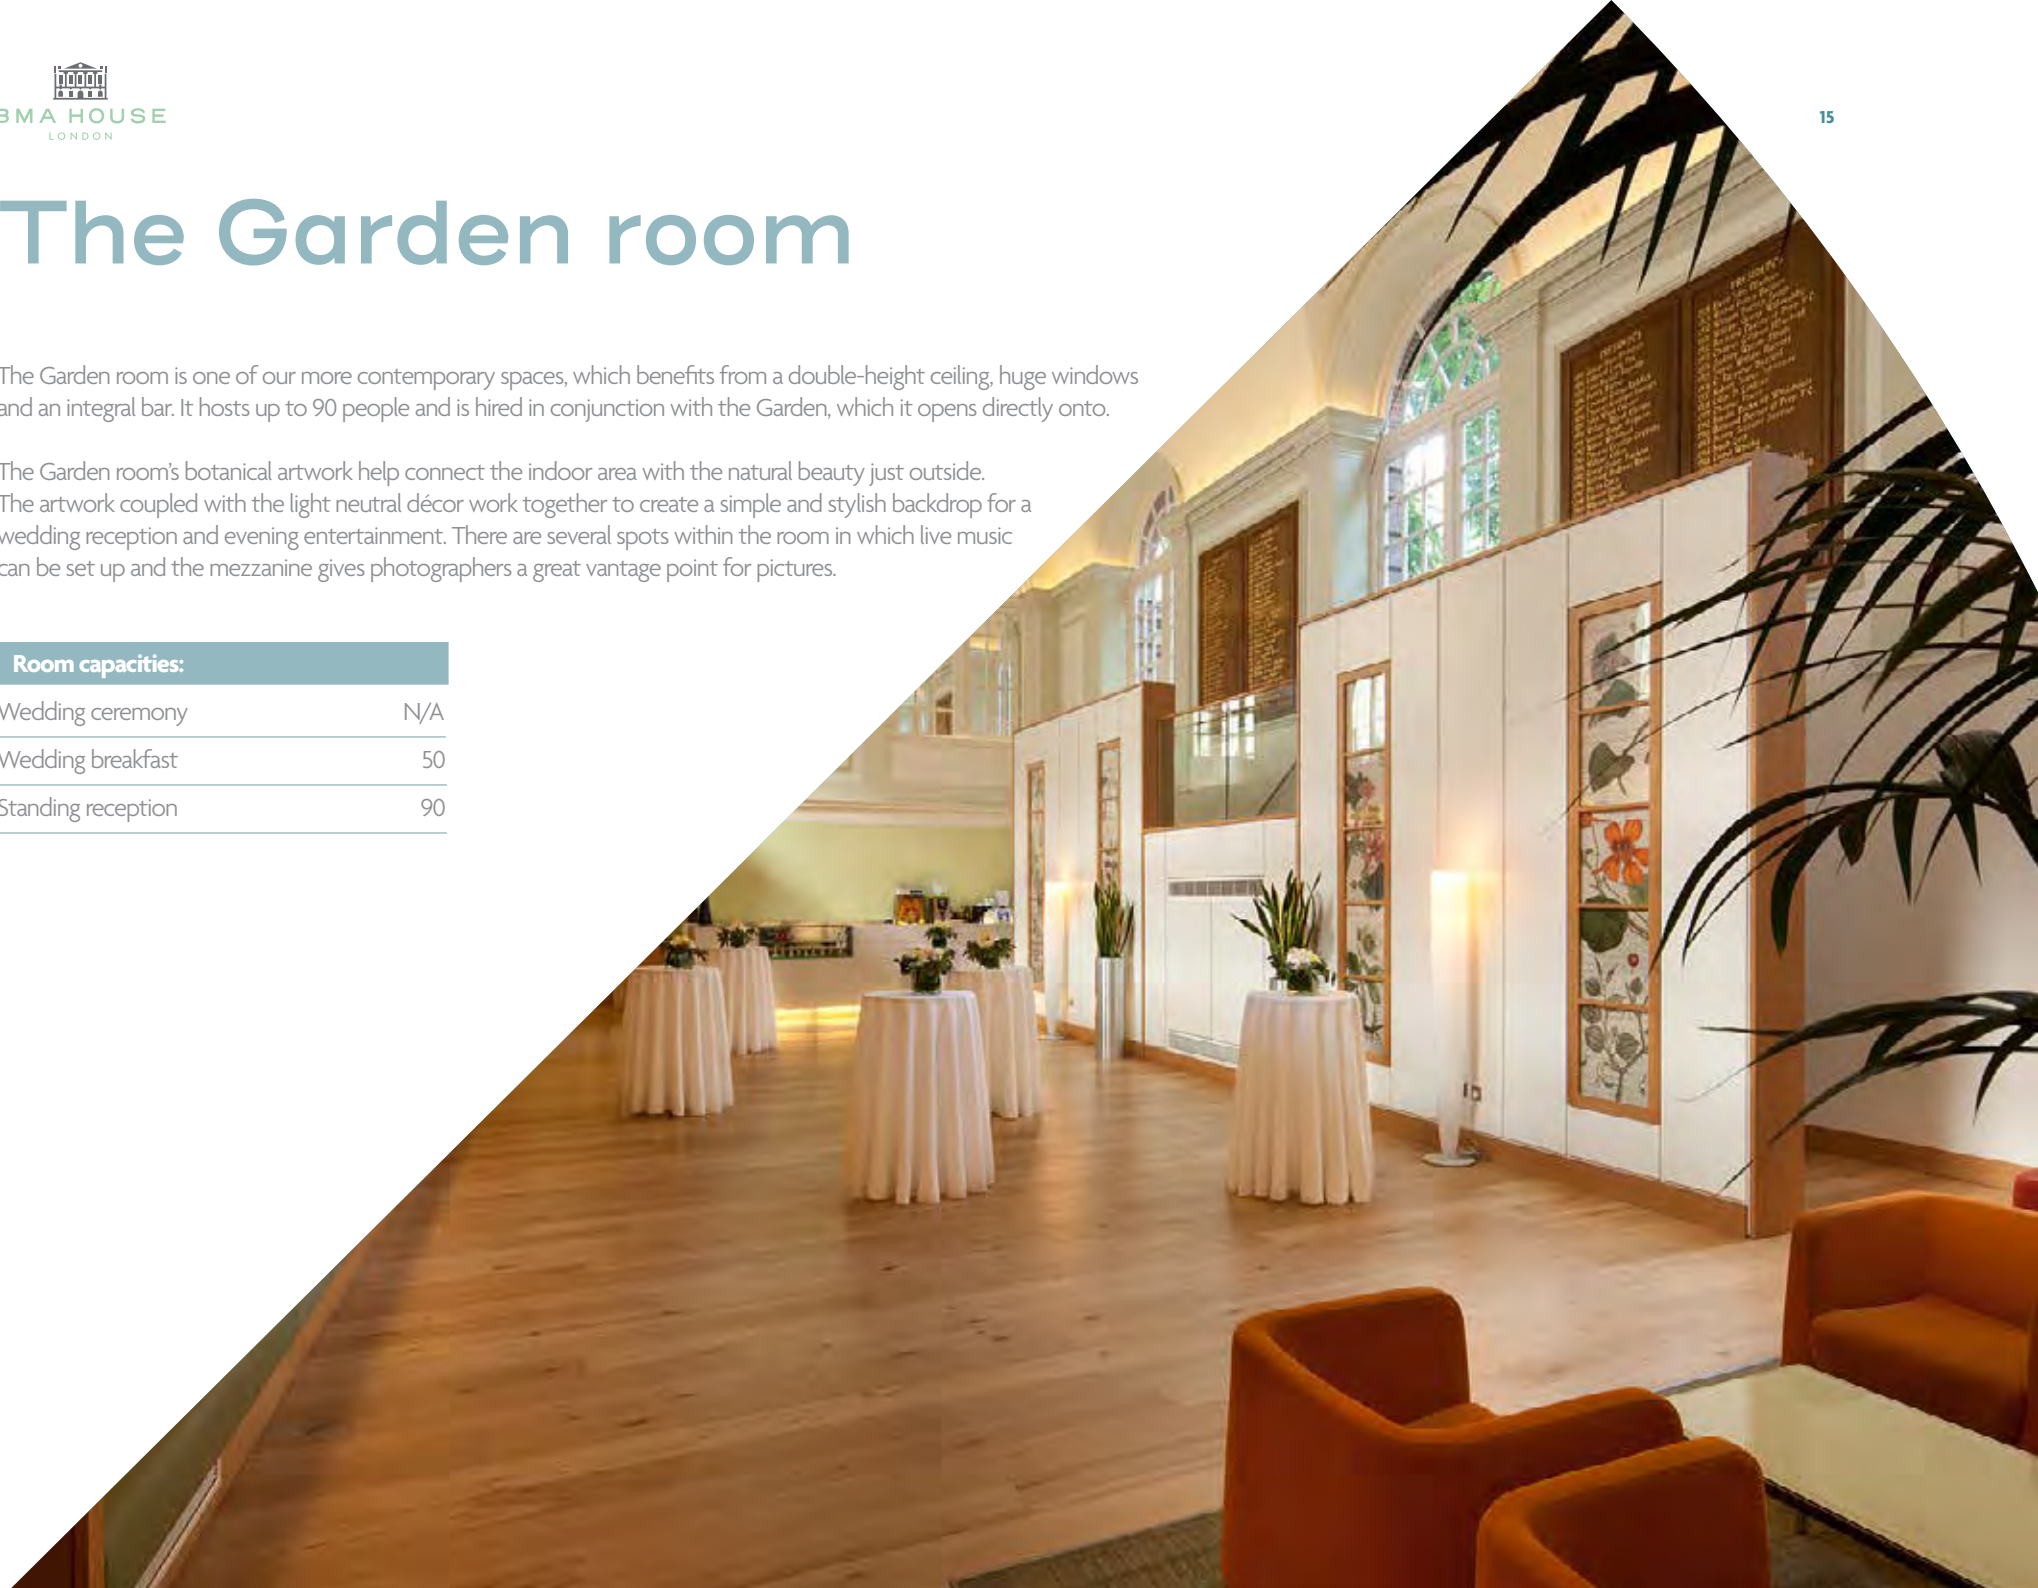 BMA HOUSE
LONDON
15
The Garden room
The Garden room is one of our more contemporary spaces, which benefits from a double-height ceiling, huge windows
and an integral bar. It hosts up to 90 people and is hired in conjunction with the Garden, which it opens directly onto.
The Garden room’s botanical artwork help connect the indoor area with the natural beauty just outside.
The artwork coupled with the light neutral décor work together to create a simple and stylish backdrop for a
wedding reception and evening entertainment. There are several spots within the room in which live music
can be set up and the mezzanine gives photographers a great vantage point for pictures.
Room capacities:
Wedding ceremony N/A
Wedding breakfast 50
Standing reception 90